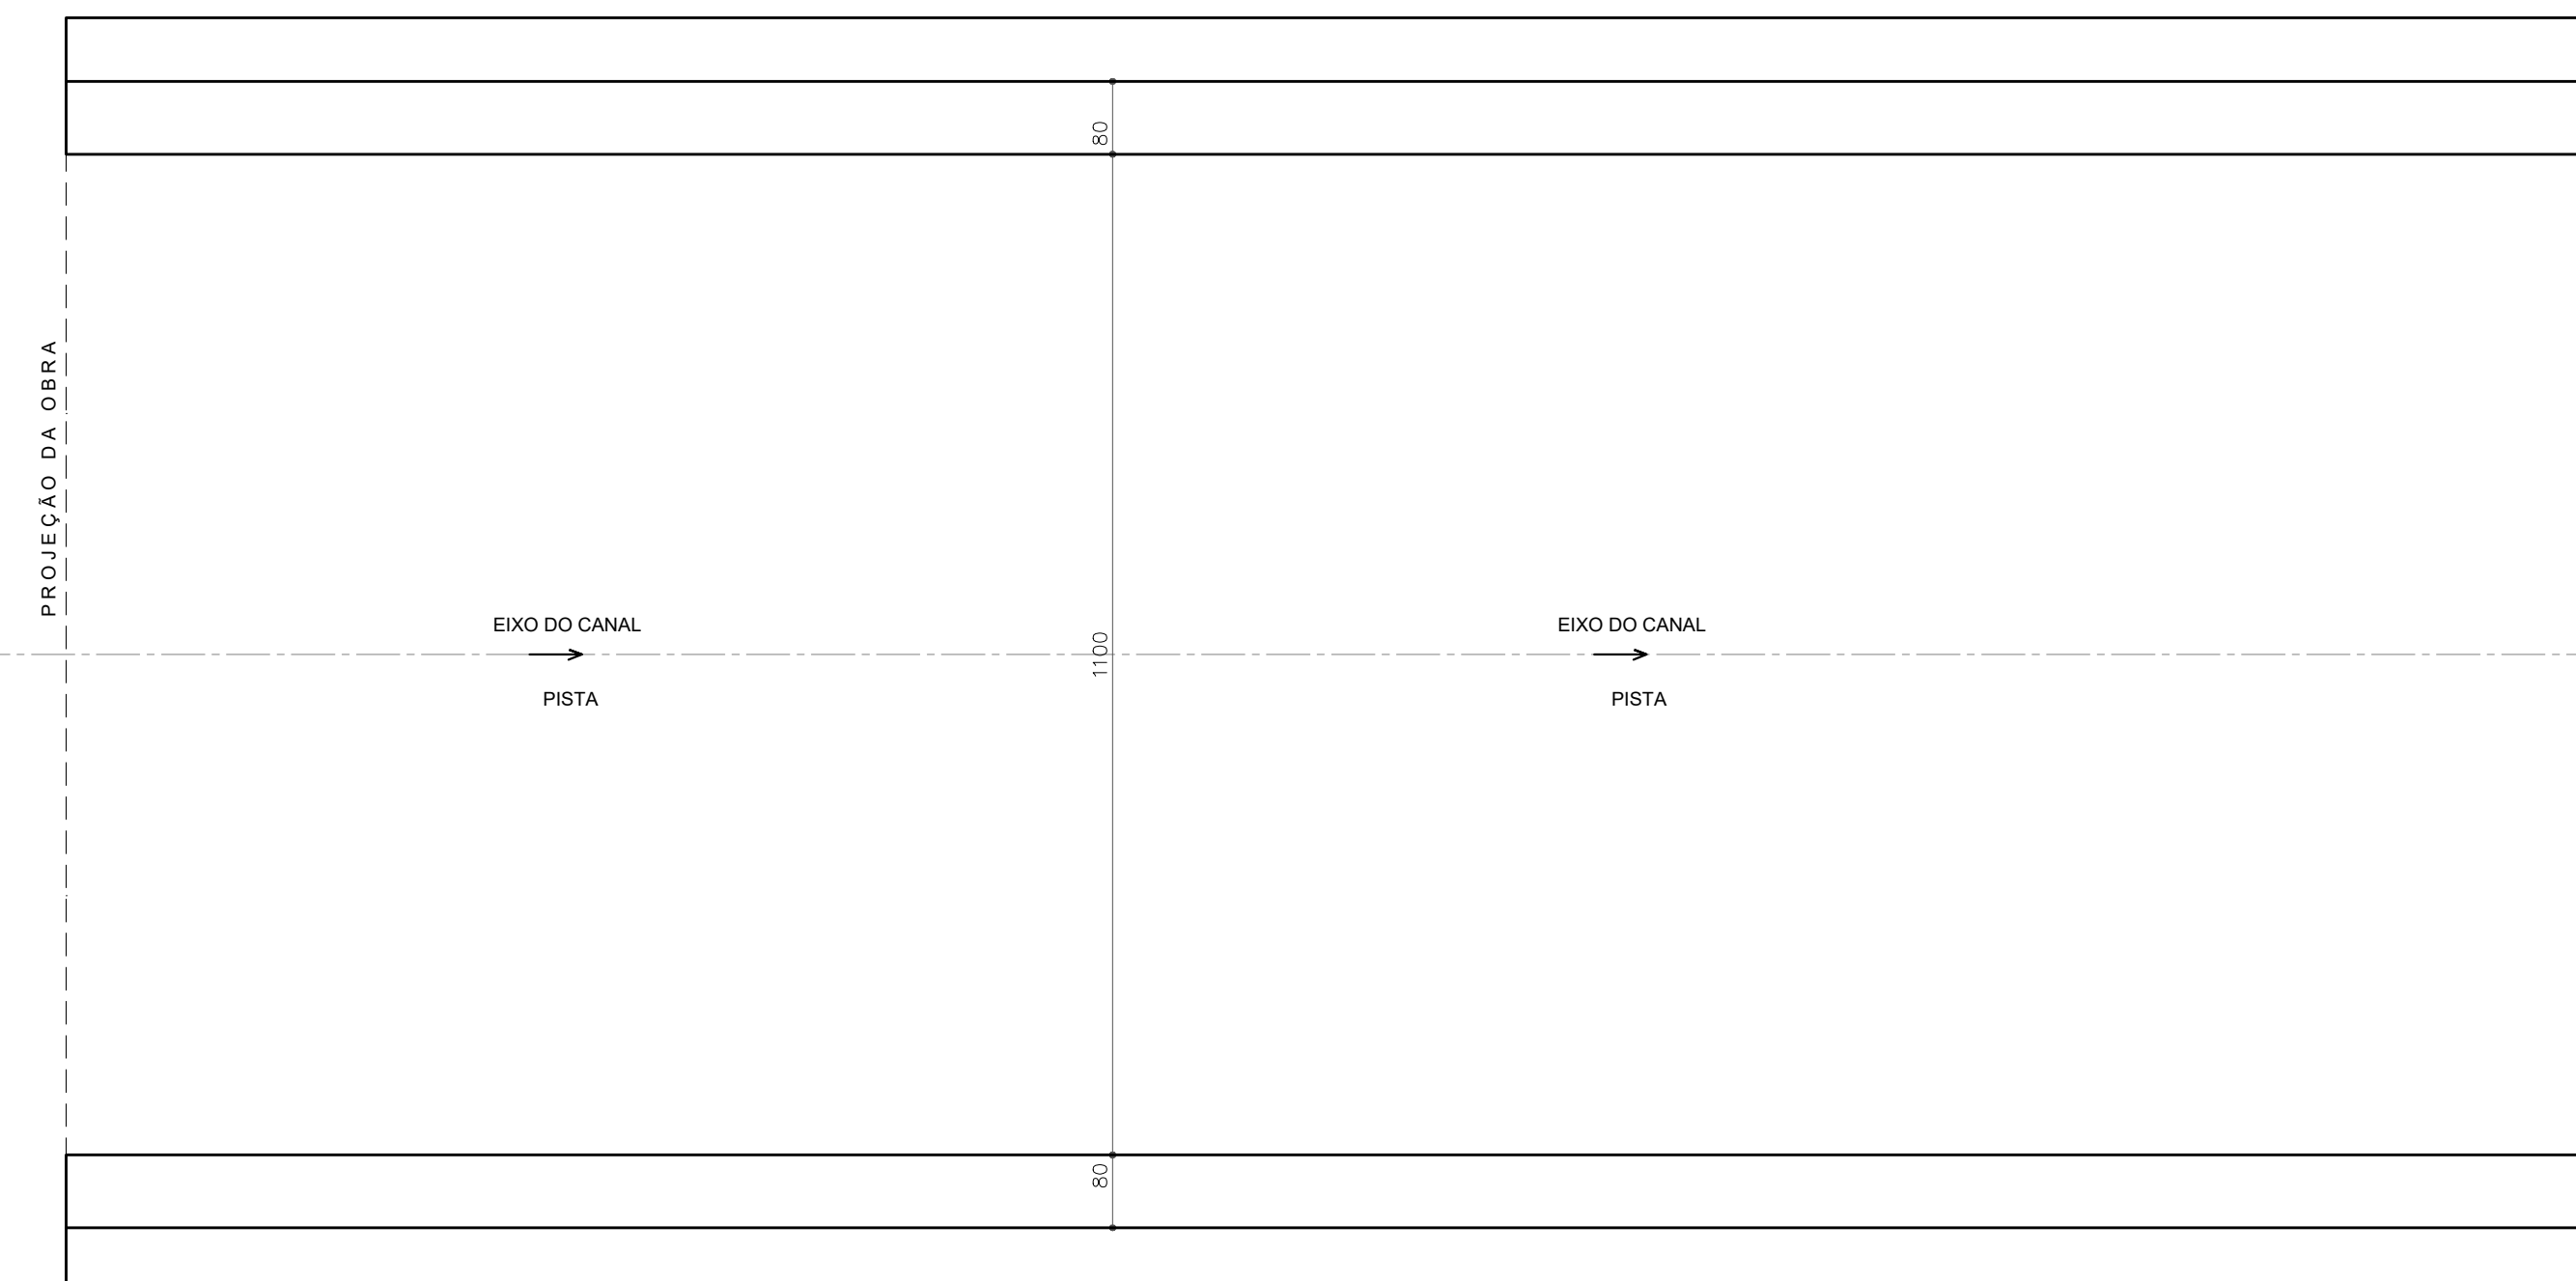 80
PROJEÇÃO DA OBRA
EIXO DO CANAL
EIXO DO CANAL
1100
PISTA
PISTA
80